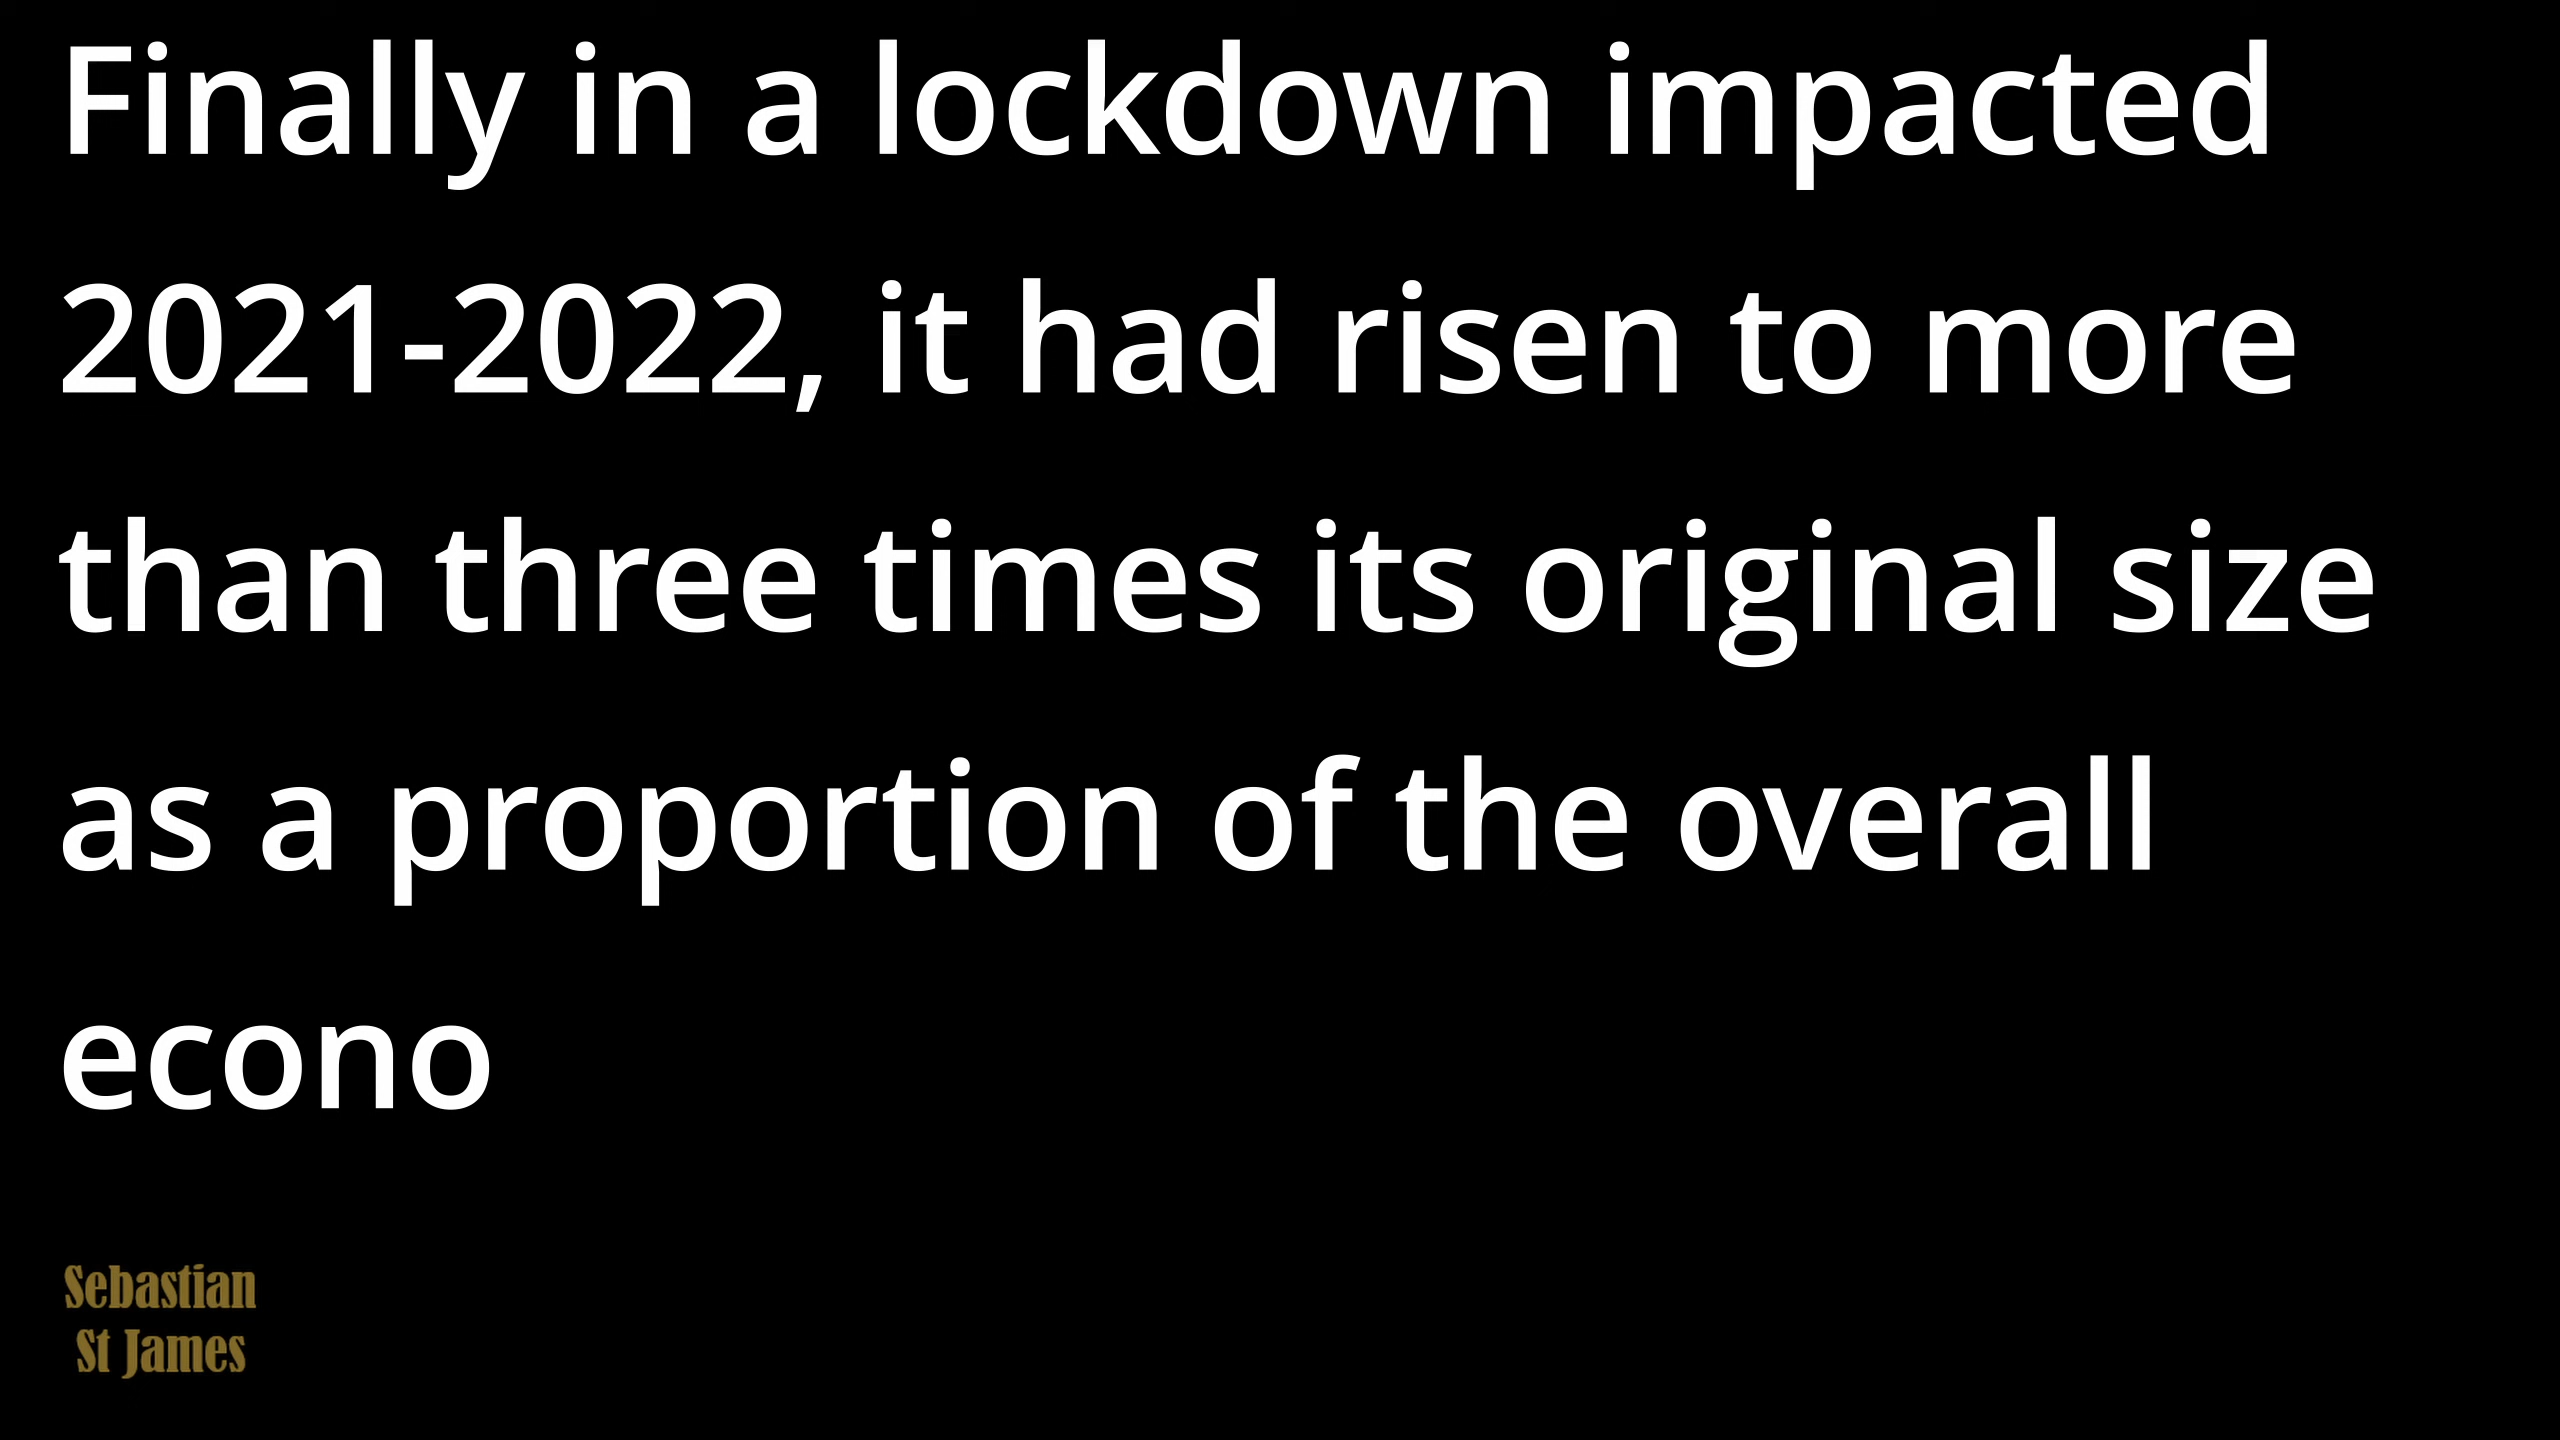 Finally in a lockdown impacted
2021-2022, it had risen to more
than three times its original size
as a proportion of the overall
econo
Sebastian
St James